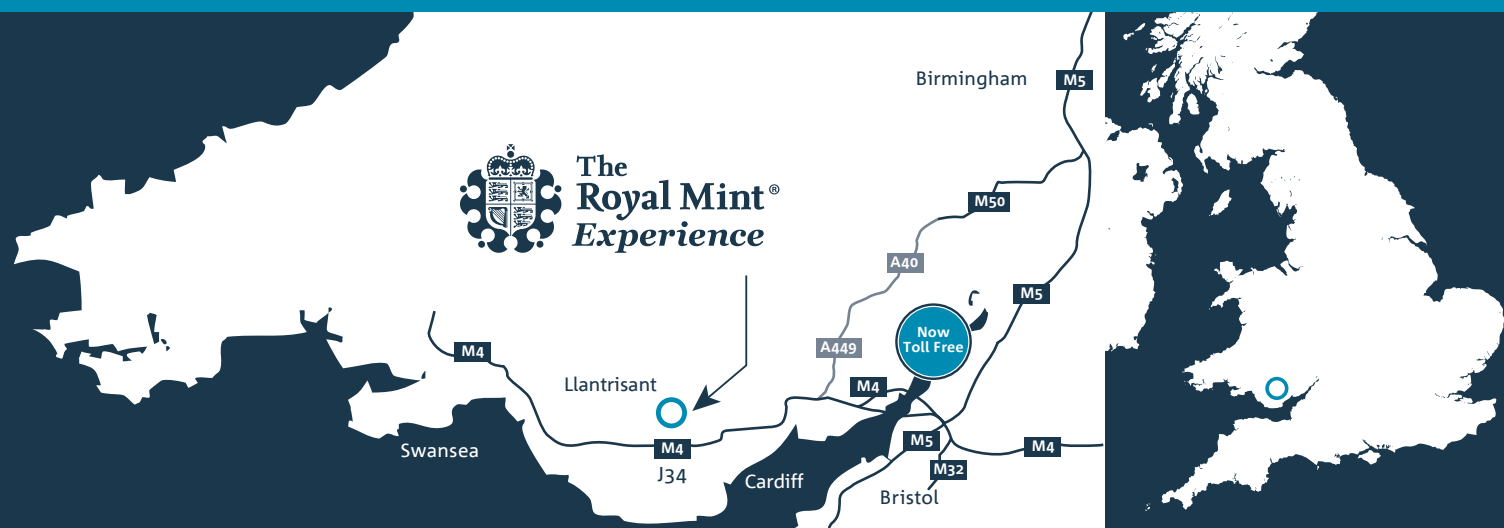 Birmingham
M5
The
Royal Mint®
Experience
M50
A40
M5
Now
Toll Free
M4
A449
Llantrisant
M4
M4
J34
Swansea
Cardiff
M5
M4
M32
Bristol